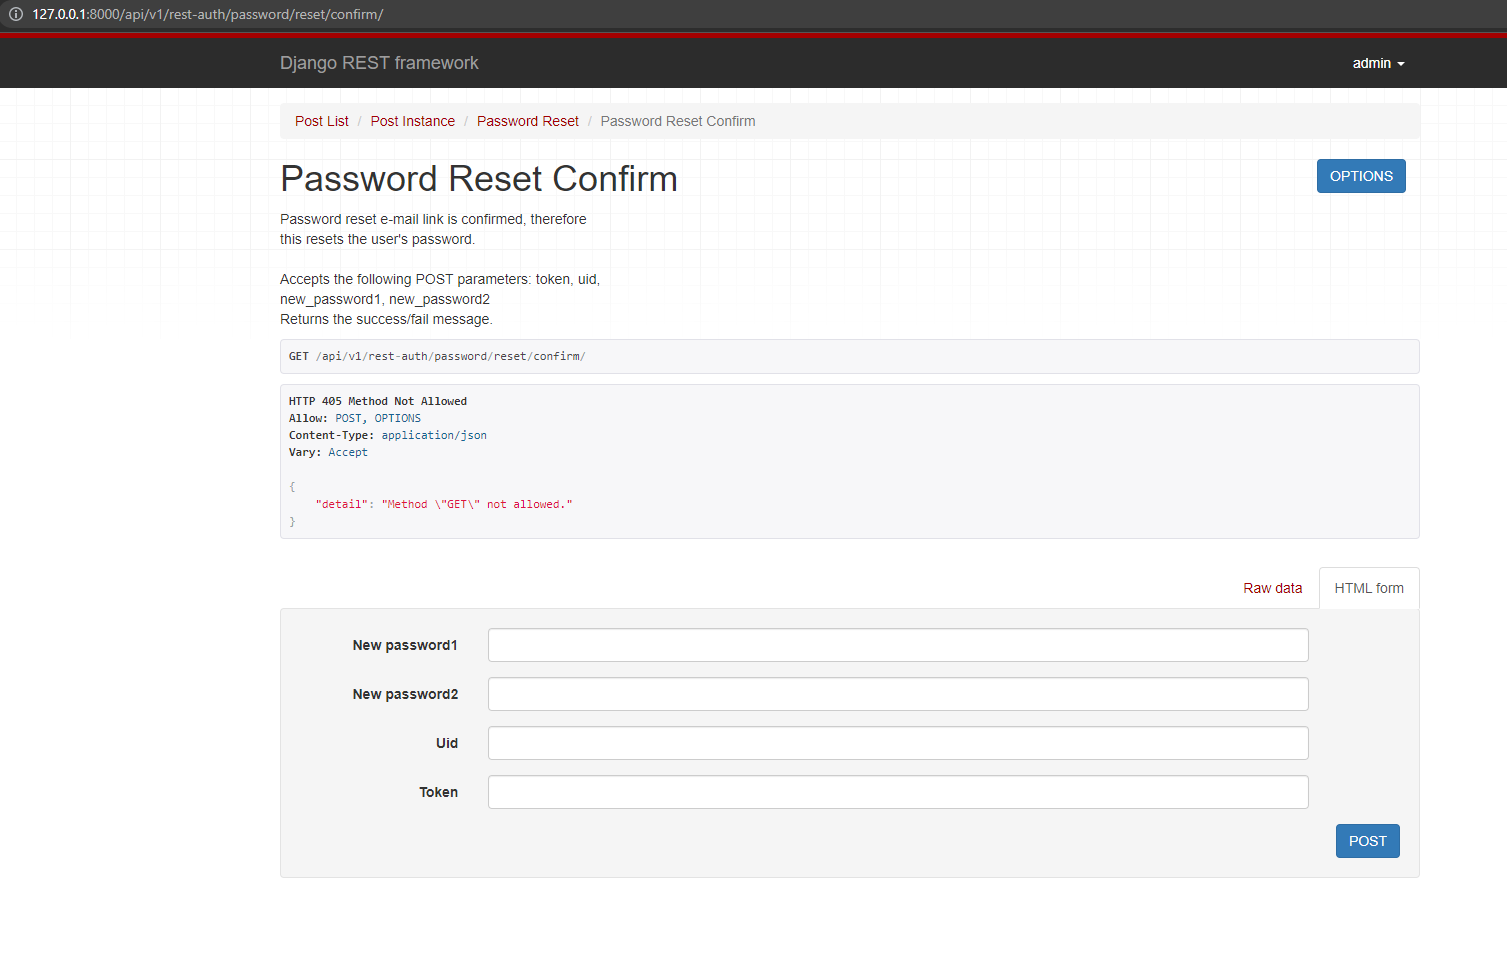 127.0.0.1:8000/api/v1/rest-auth/password/reset/confirm/
Django REST framework
admin
Post List / Post Instance / Password Reset / Password Reset Confirm
Password Reset Confirm
OPTIONS
Password reset e-mail link is confirmed, therefore
this resets the user's password.
Accepts the following POST parameters: token, uid,
new_password1, new_password2
Returns the success/fail message.
GET /api/v1/rest-auth/password/reset/confirm/
HTTP 405 Method Not Allowed
Allow: POST, OPTIONS
Content-Type: application/json
Vary: Accept
{
"detail": "Method \"GET\" not allowed."
}
Raw data
HTML form
New password1
New password2
Uid
Token
POST